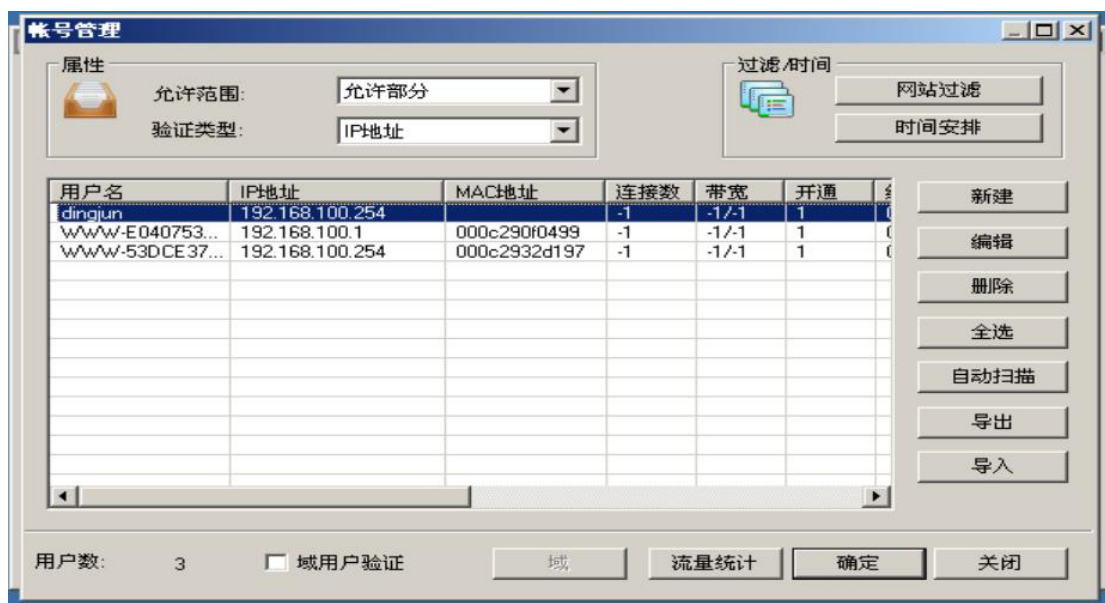 帐号管理
属性
允许范围: 允许部分
验证类型: IP地址
过滤/时间
网站过滤
时间安排
用户名 IP地址 MAC地址 连接数 带宽 开通
dingjun 192.168.100.254 -1 -1/-1 1
WWW-E040753... 192.168.100.1 000c290f0499 -1 -1/-1 1
WWW-53DCE37... 192.168.100.254 000c2932d197 -1 -1/-1 1
新建
编辑
删除
全选
自动扫描
导出
导入
用户数: 3 域用户验证 域 流量统计 确定 关闭